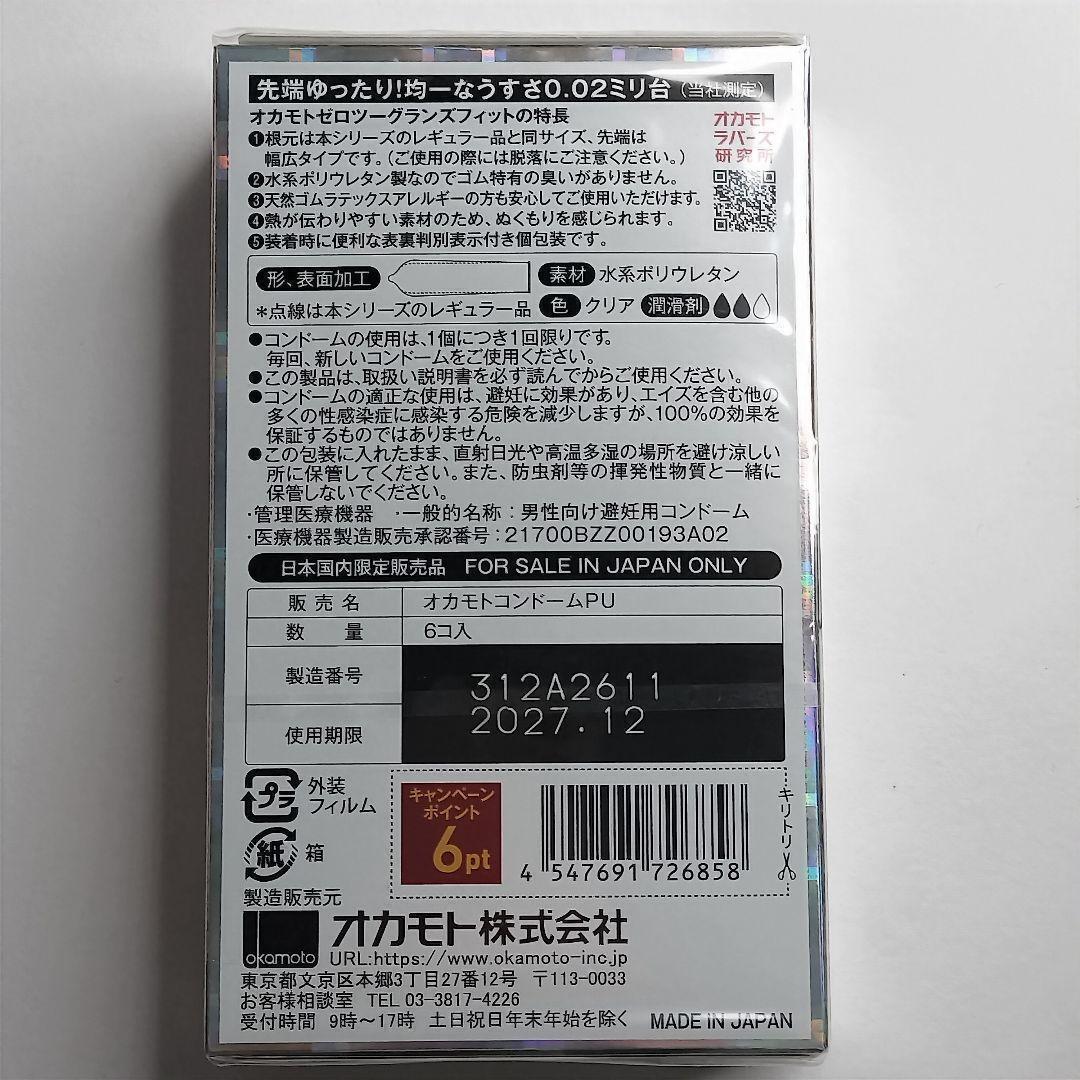 先端ゆったり!均一なうすさ0.02ミリ台(当社測定)
オカモトゼロツーグランズフィットの特長
❶根元は本シリーズのレギュラー品と同サイズ、先端は
幅広タイプです。(ご使用の際には脱落にご注意ください。)
❷水系ポリウレタン製なのでゴム特有の臭いがありません。
❸天然ゴムラテックスアレルギーの方も安心してご使用いただけます。
❹熱が伝わりやすい素材のため、ぬくもりを感じられます。
❺装着時に便利な表裏判別表示付き個包装です。
オカモト
ラバーズ
研究所
形、表面加工
素材 水系ポリウレタン
*点線は本シリーズのレギュラー品
色 クリア 潤滑剤
●コンドームの使用は、1個につき1回限りです。
毎回、新しいコンドームをご使用ください。
●この製品は、取扱い説明書を必ず読んでからご使用ください。
●コンドームの適正な使用は、避妊に効果があり、エイズを含む他の
多くの性感染症に感染する危険を減少しますが、100%の効果を
保証するものではありません。
●この包装に入れたまま、直射日光や高温多湿の場所を避け涼しい
所に保管してください。また、防虫剤等の揮発性物質と一緒に
保管しないでください。
・管理医療機器 ・一般的名称:男性向け避妊用コンドーム
・医療機器製造販売承認番号:21700BZZ00193A02
日本国内限定販売品 FOR SALE IN JAPAN ONLY
販売名 オカモトコンドームPU
数量 6コ入
製造番号 312A2611
使用期限 2027.12
プラ 外装
フィルム
紙 箱
キャンペーン
ポイント
6pt
4 547691 726858
キリトリ
製造販売元
okamoto
オカモト株式会社
URL:https://www.okamoto-inc.jp
東京都文京区本郷3丁目27番12号 〒113-0033
お客様相談室 TEL 03-3817-4226
受付時間 9時～17時 土日祝日年末年始を除く MADE IN JAPAN